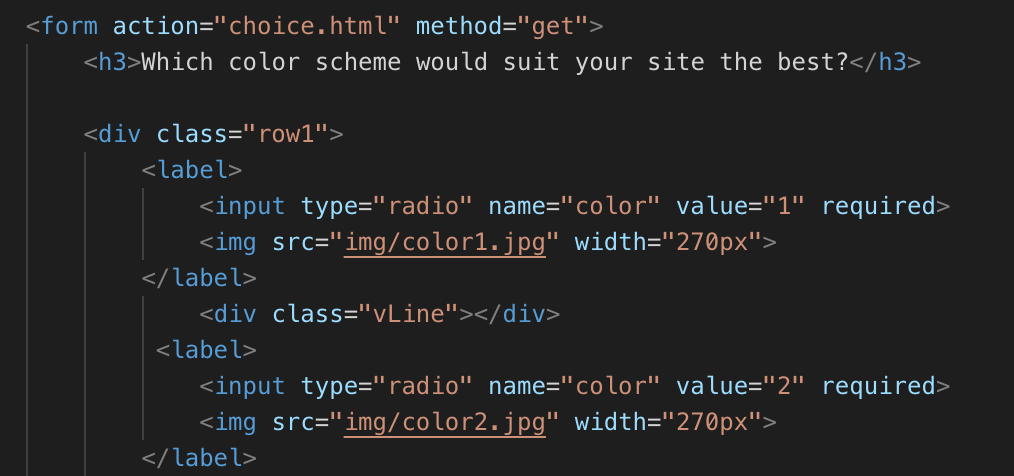 <form action="choice.html" method="get">
<h3>Which color scheme would suit your site the best?</h3>
<div class="row1">
<label>
<input type="radio" name="color" value="1" required>
<img src="img/color1.jpg" width="270px">
</label>
<div class="vLine"></div>
<label>
<input type="radio" name="color" value="2" required>
<img src="img/color2.jpg" width="270px">
</label>